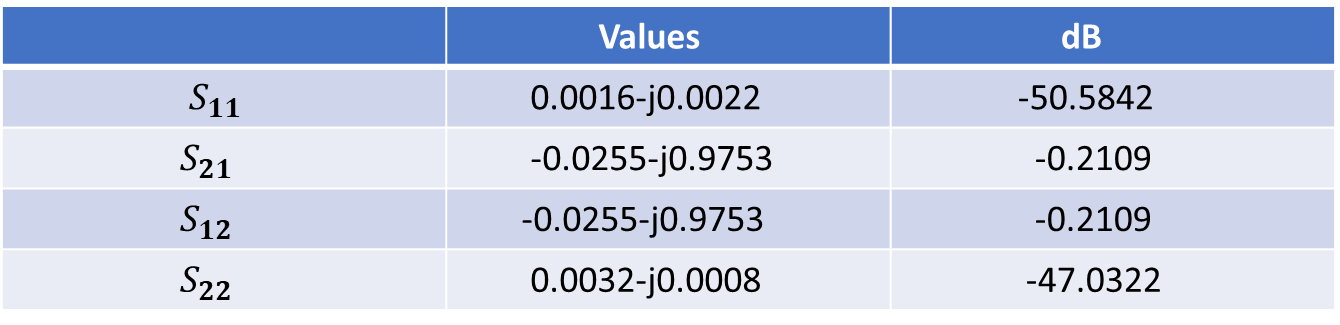 Values dB
S11 0.0016-j0.0022 -50.5842
S21 -0.0255-j0.9753 -0.2109
S12 -0.0255-j0.9753 -0.2109
S22 0.0032-j0.0008 -47.0322